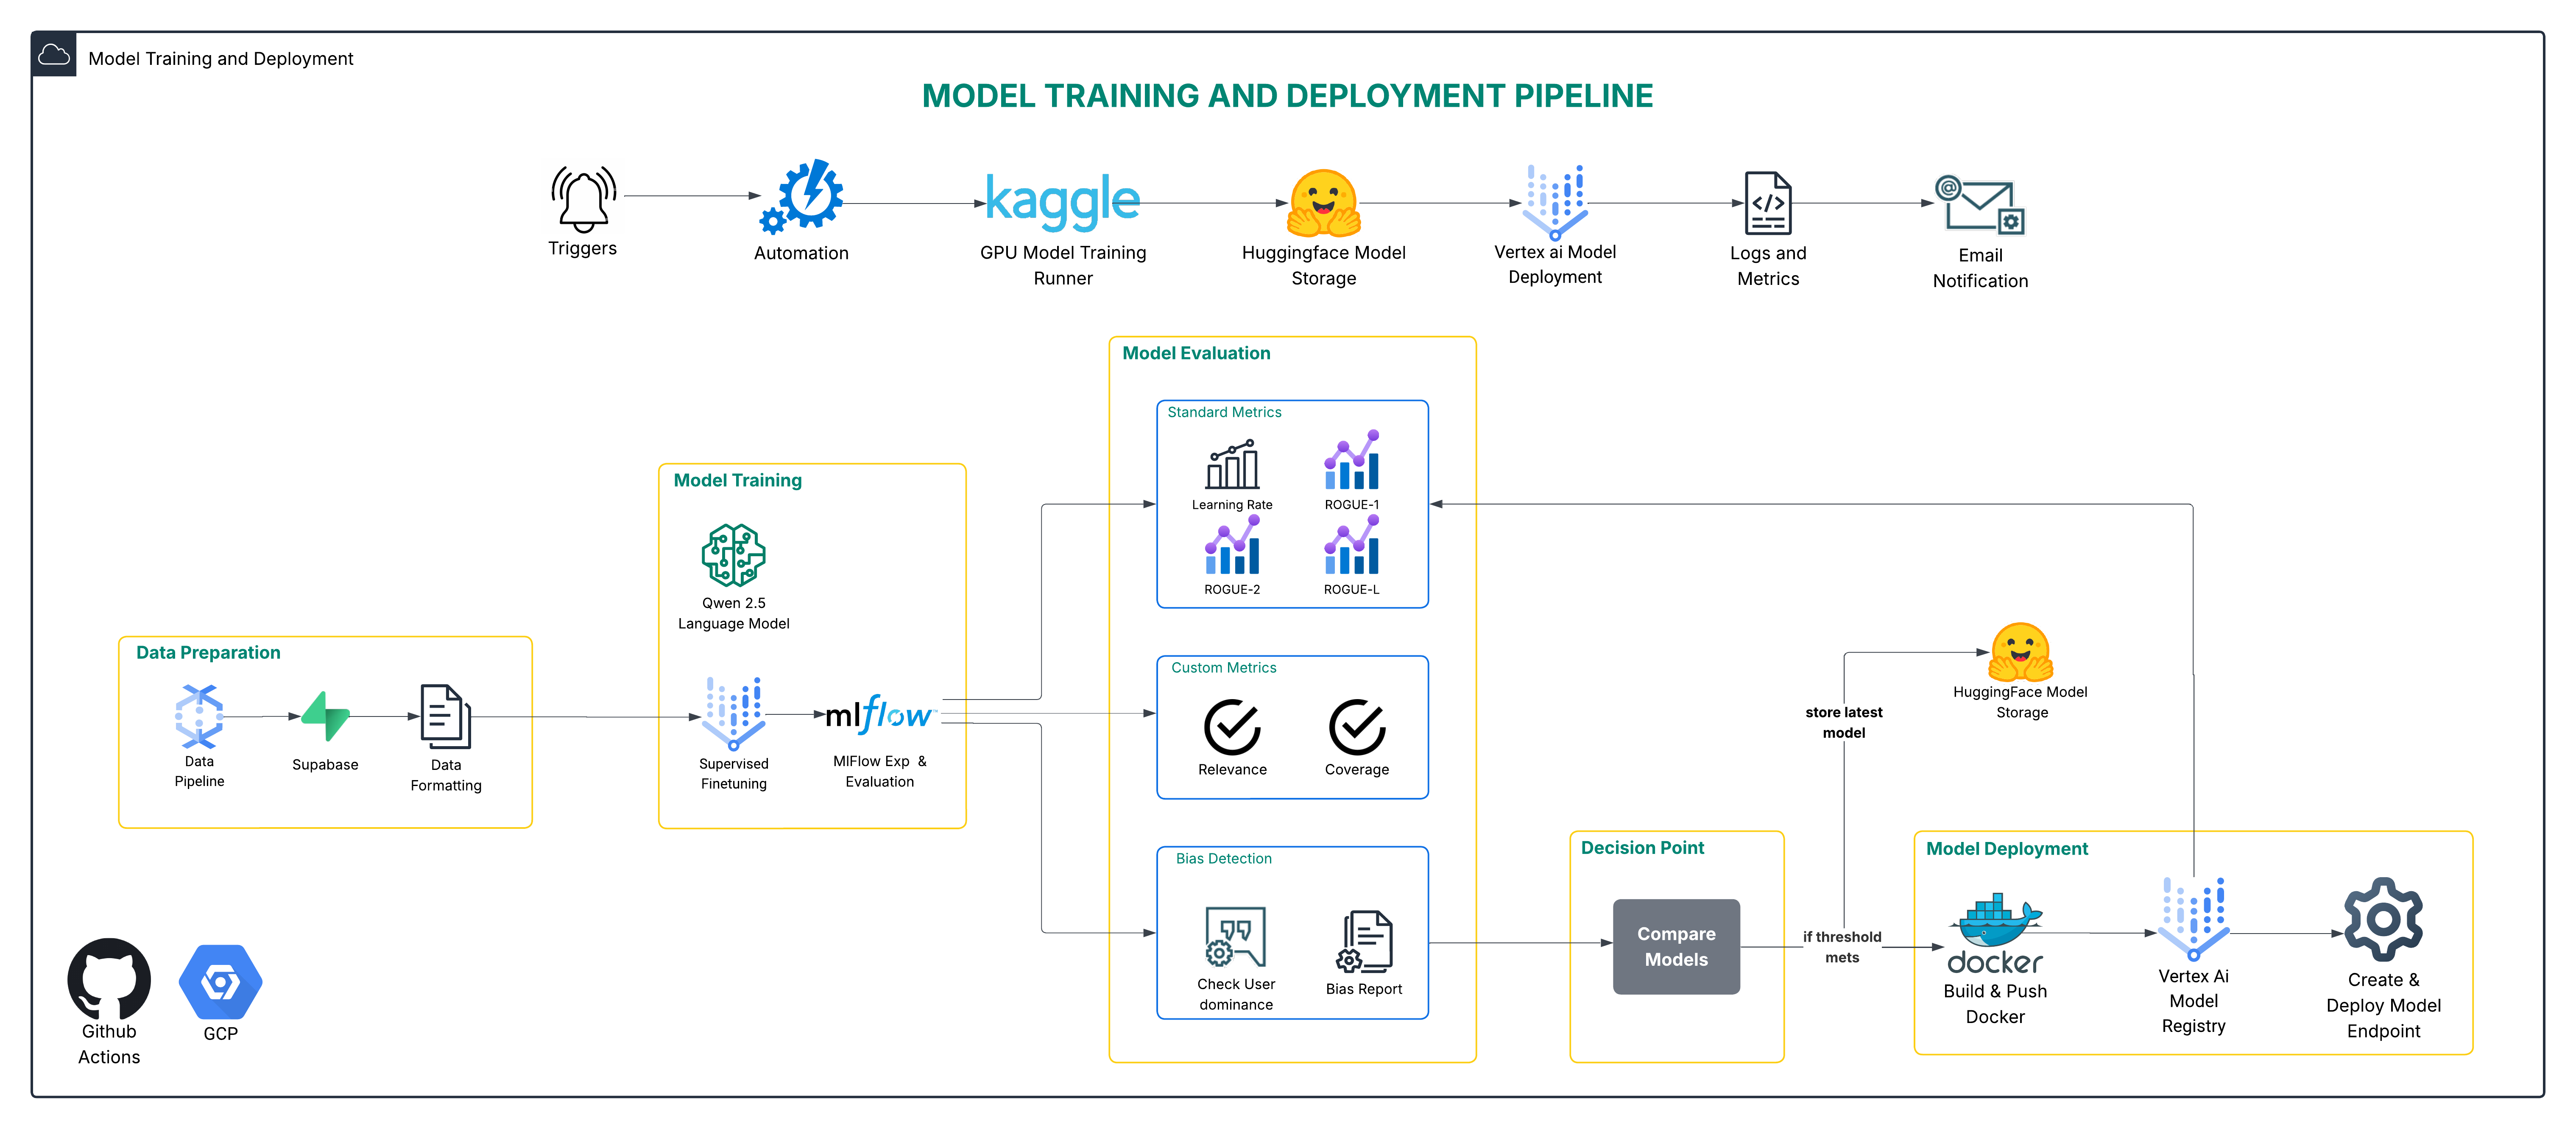 Model Training and Deployment
MODEL TRAINING AND DEPLOYMENT PIPELINE
Triggers
Automation
kaggle
GPU Model Training
Runner
Huggingface Model
Storage
Vertex ai Model
Deployment
Logs and
Metrics
Email
Notification
Model Evaluation
Standard Metrics
Learning Rate
ROGUE-1
ROGUE-2
ROGUE-L
Model Training
Qwen 2.5
Language Model
Supervised
Finetuning
mlflow
MlFlow Exp &
Evaluation
Data Preparation
Data
Pipeline
Supabase
Data
Formatting
Custom Metrics
Relevance
Coverage
Bias Detection
Check User
dominance
Bias Report
Decision Point
Compare
Models
if threshold
mets
store latest
model
HuggingFace Model
Storage
Model Deployment
docker
Build & Push
Docker
Vertex Ai
Model
Registry
Create &
Deploy Model
Endpoint
Github
Actions
GCP